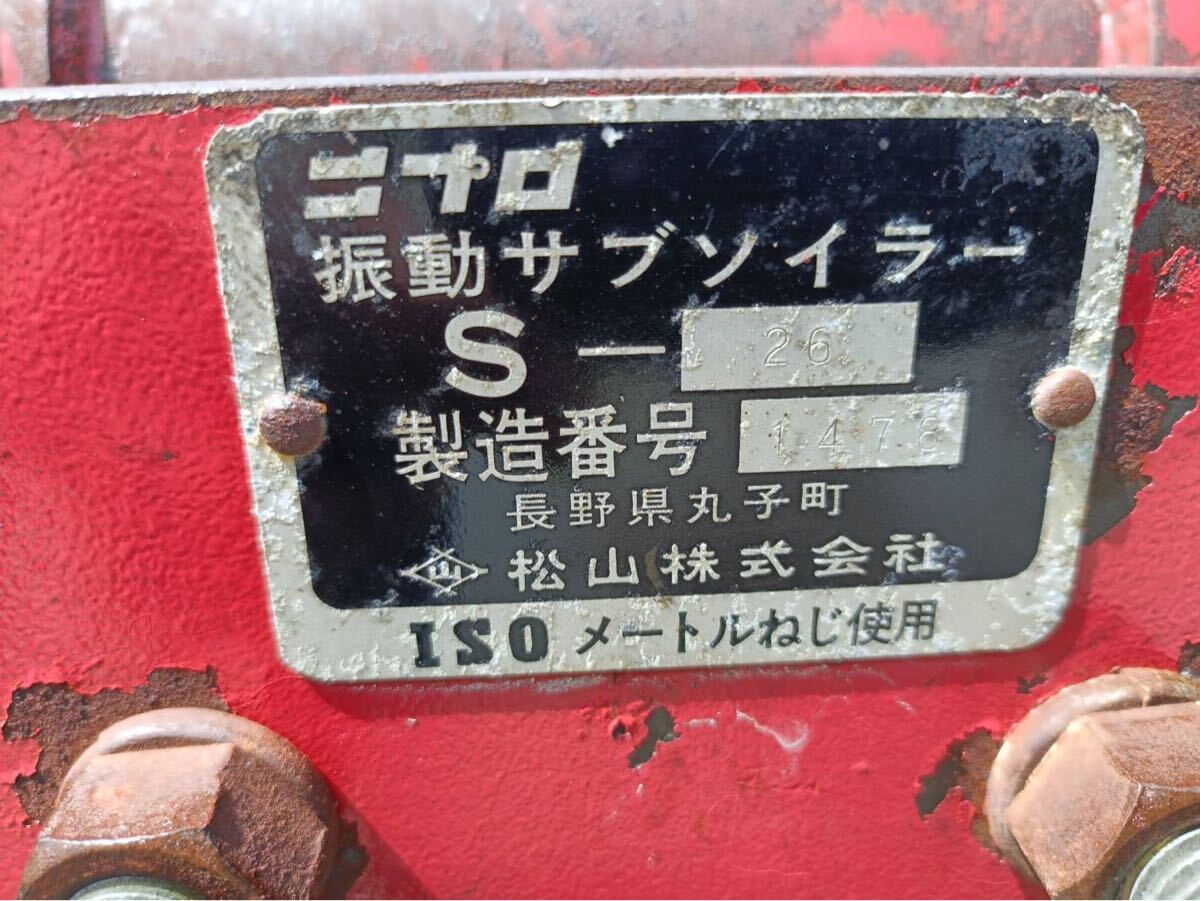 ニプロ
振動サブソイラー
S-26
製造番号 1478
長野県丸子町
松山株式会社
ISO メートルねじ使用